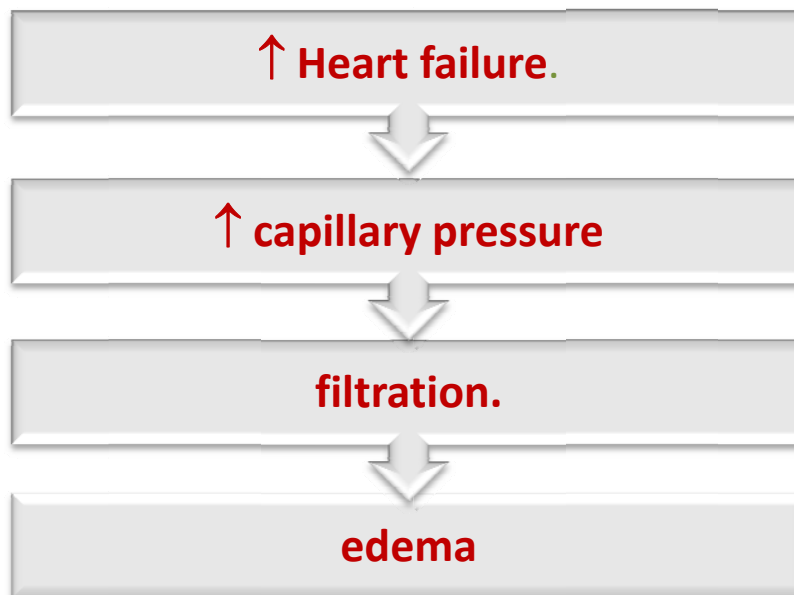 ↑ Heart failure.
↑ capillary pressure
filtration.
edema